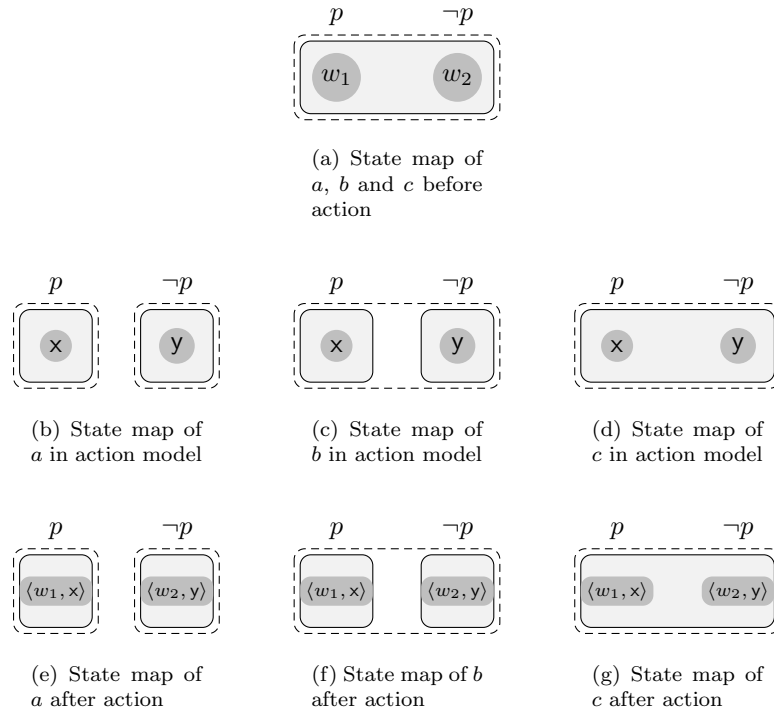 p ¬p
w₁ w₂
(a) State map of
a, b and c before
action
p ¬p p ¬p p ¬p
x y x y x y
(b) State map of
a in action model
(c) State map of
b in action model
(d) State map of
c in action model
p ¬p p ¬p p ¬p
⟨w₁, x⟩ ⟨w₂, y⟩ ⟨w₁, x⟩ ⟨w₂, y⟩ ⟨w₁, x⟩ ⟨w₂, y⟩
(e) State map of
a after action
(f) State map of b
after action
(g) State map of
c after action